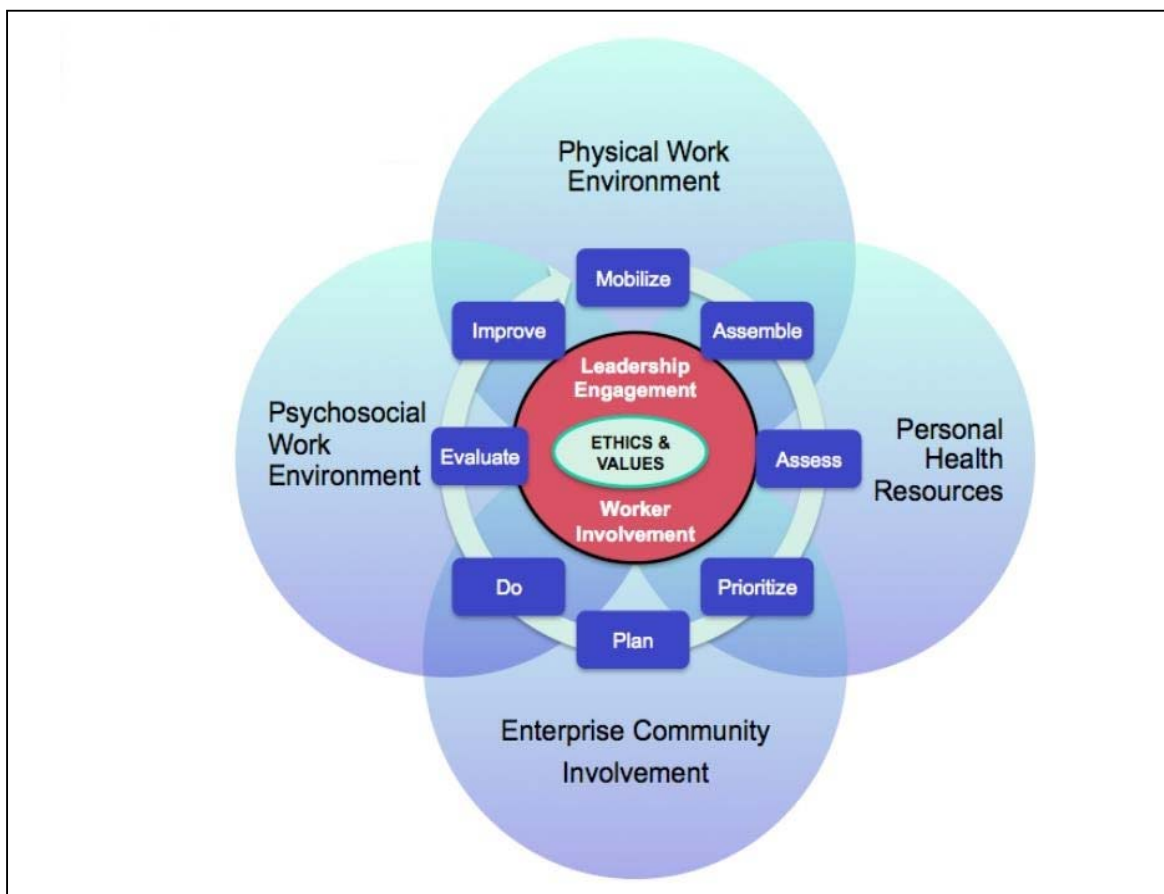 Physical Work
Environment
Mobilize
Improve
Assemble
Leadership
Engagement
Psychosocial
Work
Environment
Evaluate
ETHICS &
VALUES
Assess
Personal
Health
Resources
Worker
Involvement
Do
Prioritize
Plan
Enterprise Community
Involvement